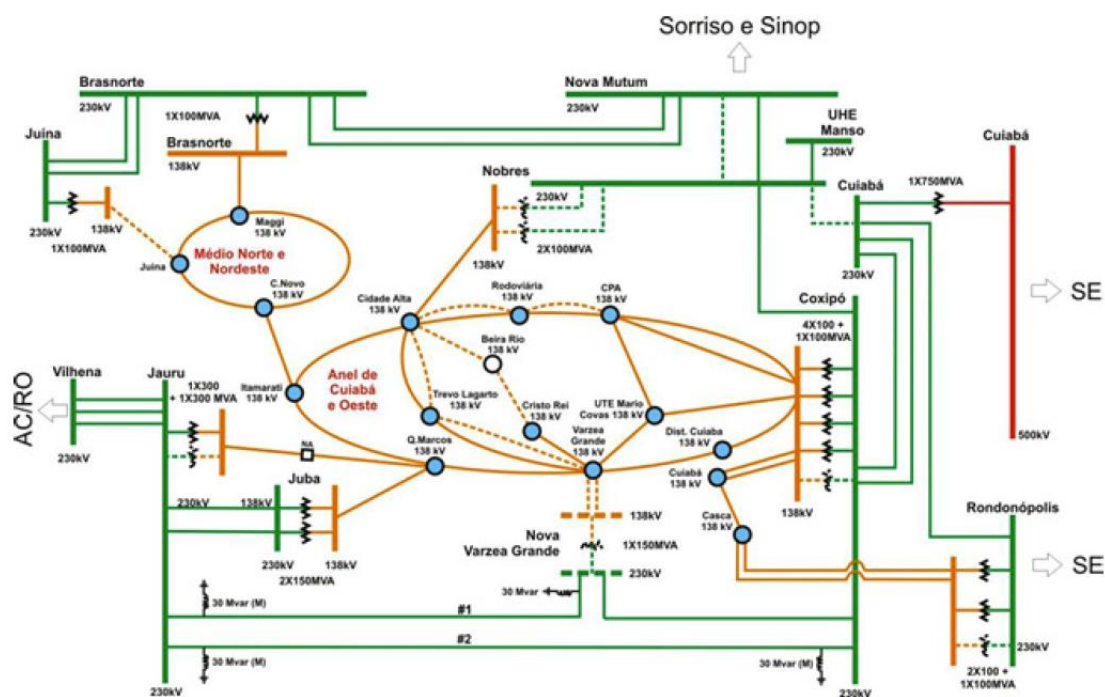 Sorriso e Sinop
Brasnorte
230kV
Nova Mutum
230kV
1X100MVA
UHE
Manso
230kV
Cuiabá
Juina
Brasnorte
138kV
Nobres
230kV
Cuiabá
1X750MVA
230kV
138kV
1X100MVA
Maggi
138 kV
2X100MVA
138kV
Médio Norte e
Nordeste
Juina
C.Novo
138 kV
230kV
SE
Cidade Alta
138 kV
Rodoviária
138 kV
CPA
138 kV
Coxipó
4X100 +
1X100MVA
Beira Rio
138 kV
Vilhena
Jauru
1X300
+ 1X300 MVA
Itamarati
138 kV
Anel de
Cuiabá
e Oeste
Trevo Lagarto
138 kV
Cristo Rei
138 kV
UTE Mario
Covas 138 kV
AC/RO
Varzea
Grande
138 kV
Dist. Cuiaba
138 kV
500kV
230kV
NA
Q.Marcos
138 kV
Cuiabá
138 kV
Juba
230kV
138kV
138kV
138kV
Casca
138 kV
Rondonópolis
Nova
Varzea Grande
1X150MVA
230kV
138kV
2X150MVA
230kV
SE
30 Mvar (M)
30 Mvar
#1
#2
30 Mvar (M)
30 Mvar (M)
230kV
2X100 +
1X100MVA
230kV
230kV